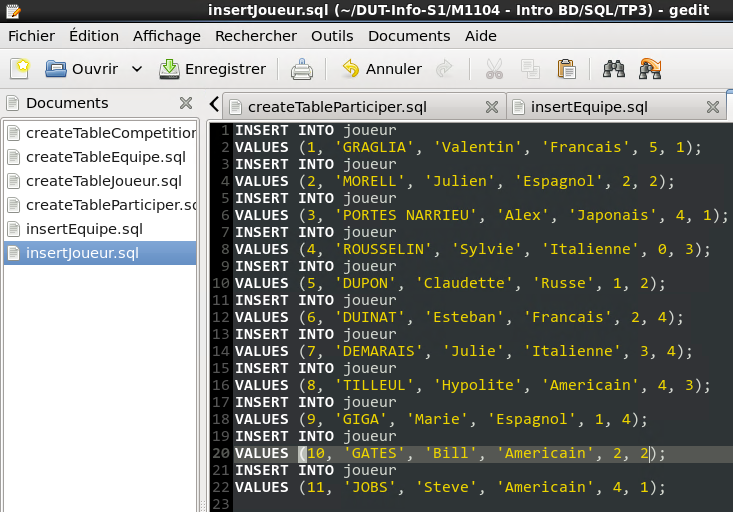 insertJoueur.sql (~/DUT-Info-S1/M1104 - Intro BD/SQL/TP3) - gedit
Fichier Édition Affichage Rechercher Outils Documents Aide
Ouvrir Enregistrer Annuler
Documents
createTableParticiper.sql insertEquipe.sql
createTableCompetition
createTableEquipe.sql
createTableJoueur.sql
createTableParticiper.sq
insertEquipe.sql
insertJoueur.sql
1 INSERT INTO joueur
2 VALUES (1, 'GRAGLIA', 'Valentin', 'Francais', 5, 1);
3 INSERT INTO joueur
4 VALUES (2, 'MORELL', 'Julien', 'Espagnol', 2, 2);
5 INSERT INTO joueur
6 VALUES (3, 'PORTES NARRIEU', 'Alex', 'Japonais', 4, 1);
7 INSERT INTO joueur
8 VALUES (4, 'ROUSSELIN', 'Sylvie', 'Italienne', 0, 3);
9 INSERT INTO joueur
10 VALUES (5, 'DUPON', 'Claudette', 'Russe', 1, 2);
11 INSERT INTO joueur
12 VALUES (6, 'DUINAT', 'Esteban', 'Francais', 2, 4);
13 INSERT INTO joueur
14 VALUES (7, 'DEMARAIS', 'Julie', 'Italienne', 3, 4);
15 INSERT INTO joueur
16 VALUES (8, 'TILLEUL', 'Hypolite', 'Americain', 4, 3);
17 INSERT INTO joueur
18 VALUES (9, 'GIGA', 'Marie', 'Espagnol', 1, 4);
19 INSERT INTO joueur
20 VALUES (10, 'GATES', 'Bill', 'Americain', 2, 2);
21 INSERT INTO joueur
22 VALUES (11, 'JOBS', 'Steve', 'Americain', 4, 1);
23